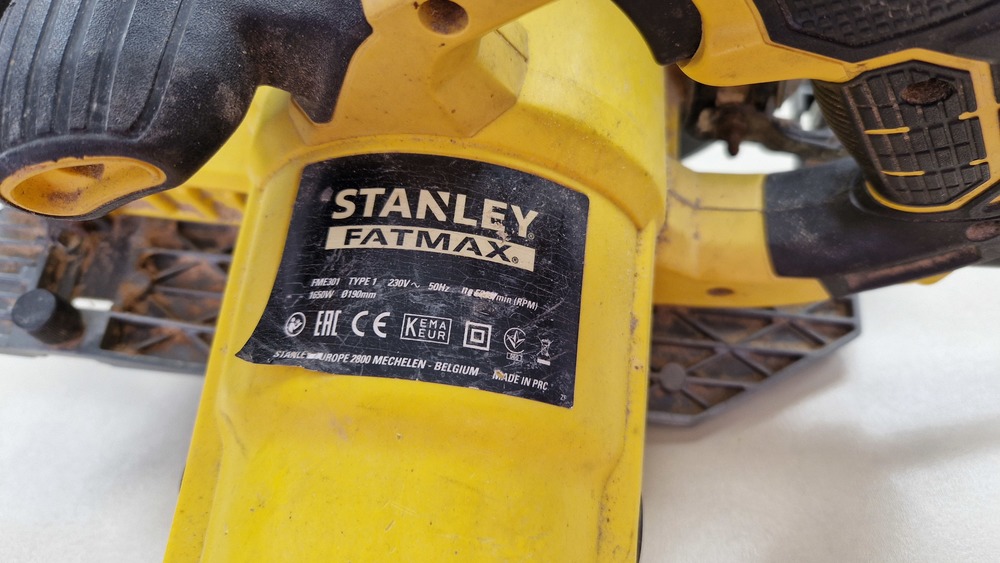 STANLEY®
FATMAX®
FME301 TYPE 1 230V~ 50Hz min (RPM)
1650W Ø190mm
EAC CE KEMA KEUR
EUROPE 2800 MECHELEN - BELGIUM MADE IN PRC